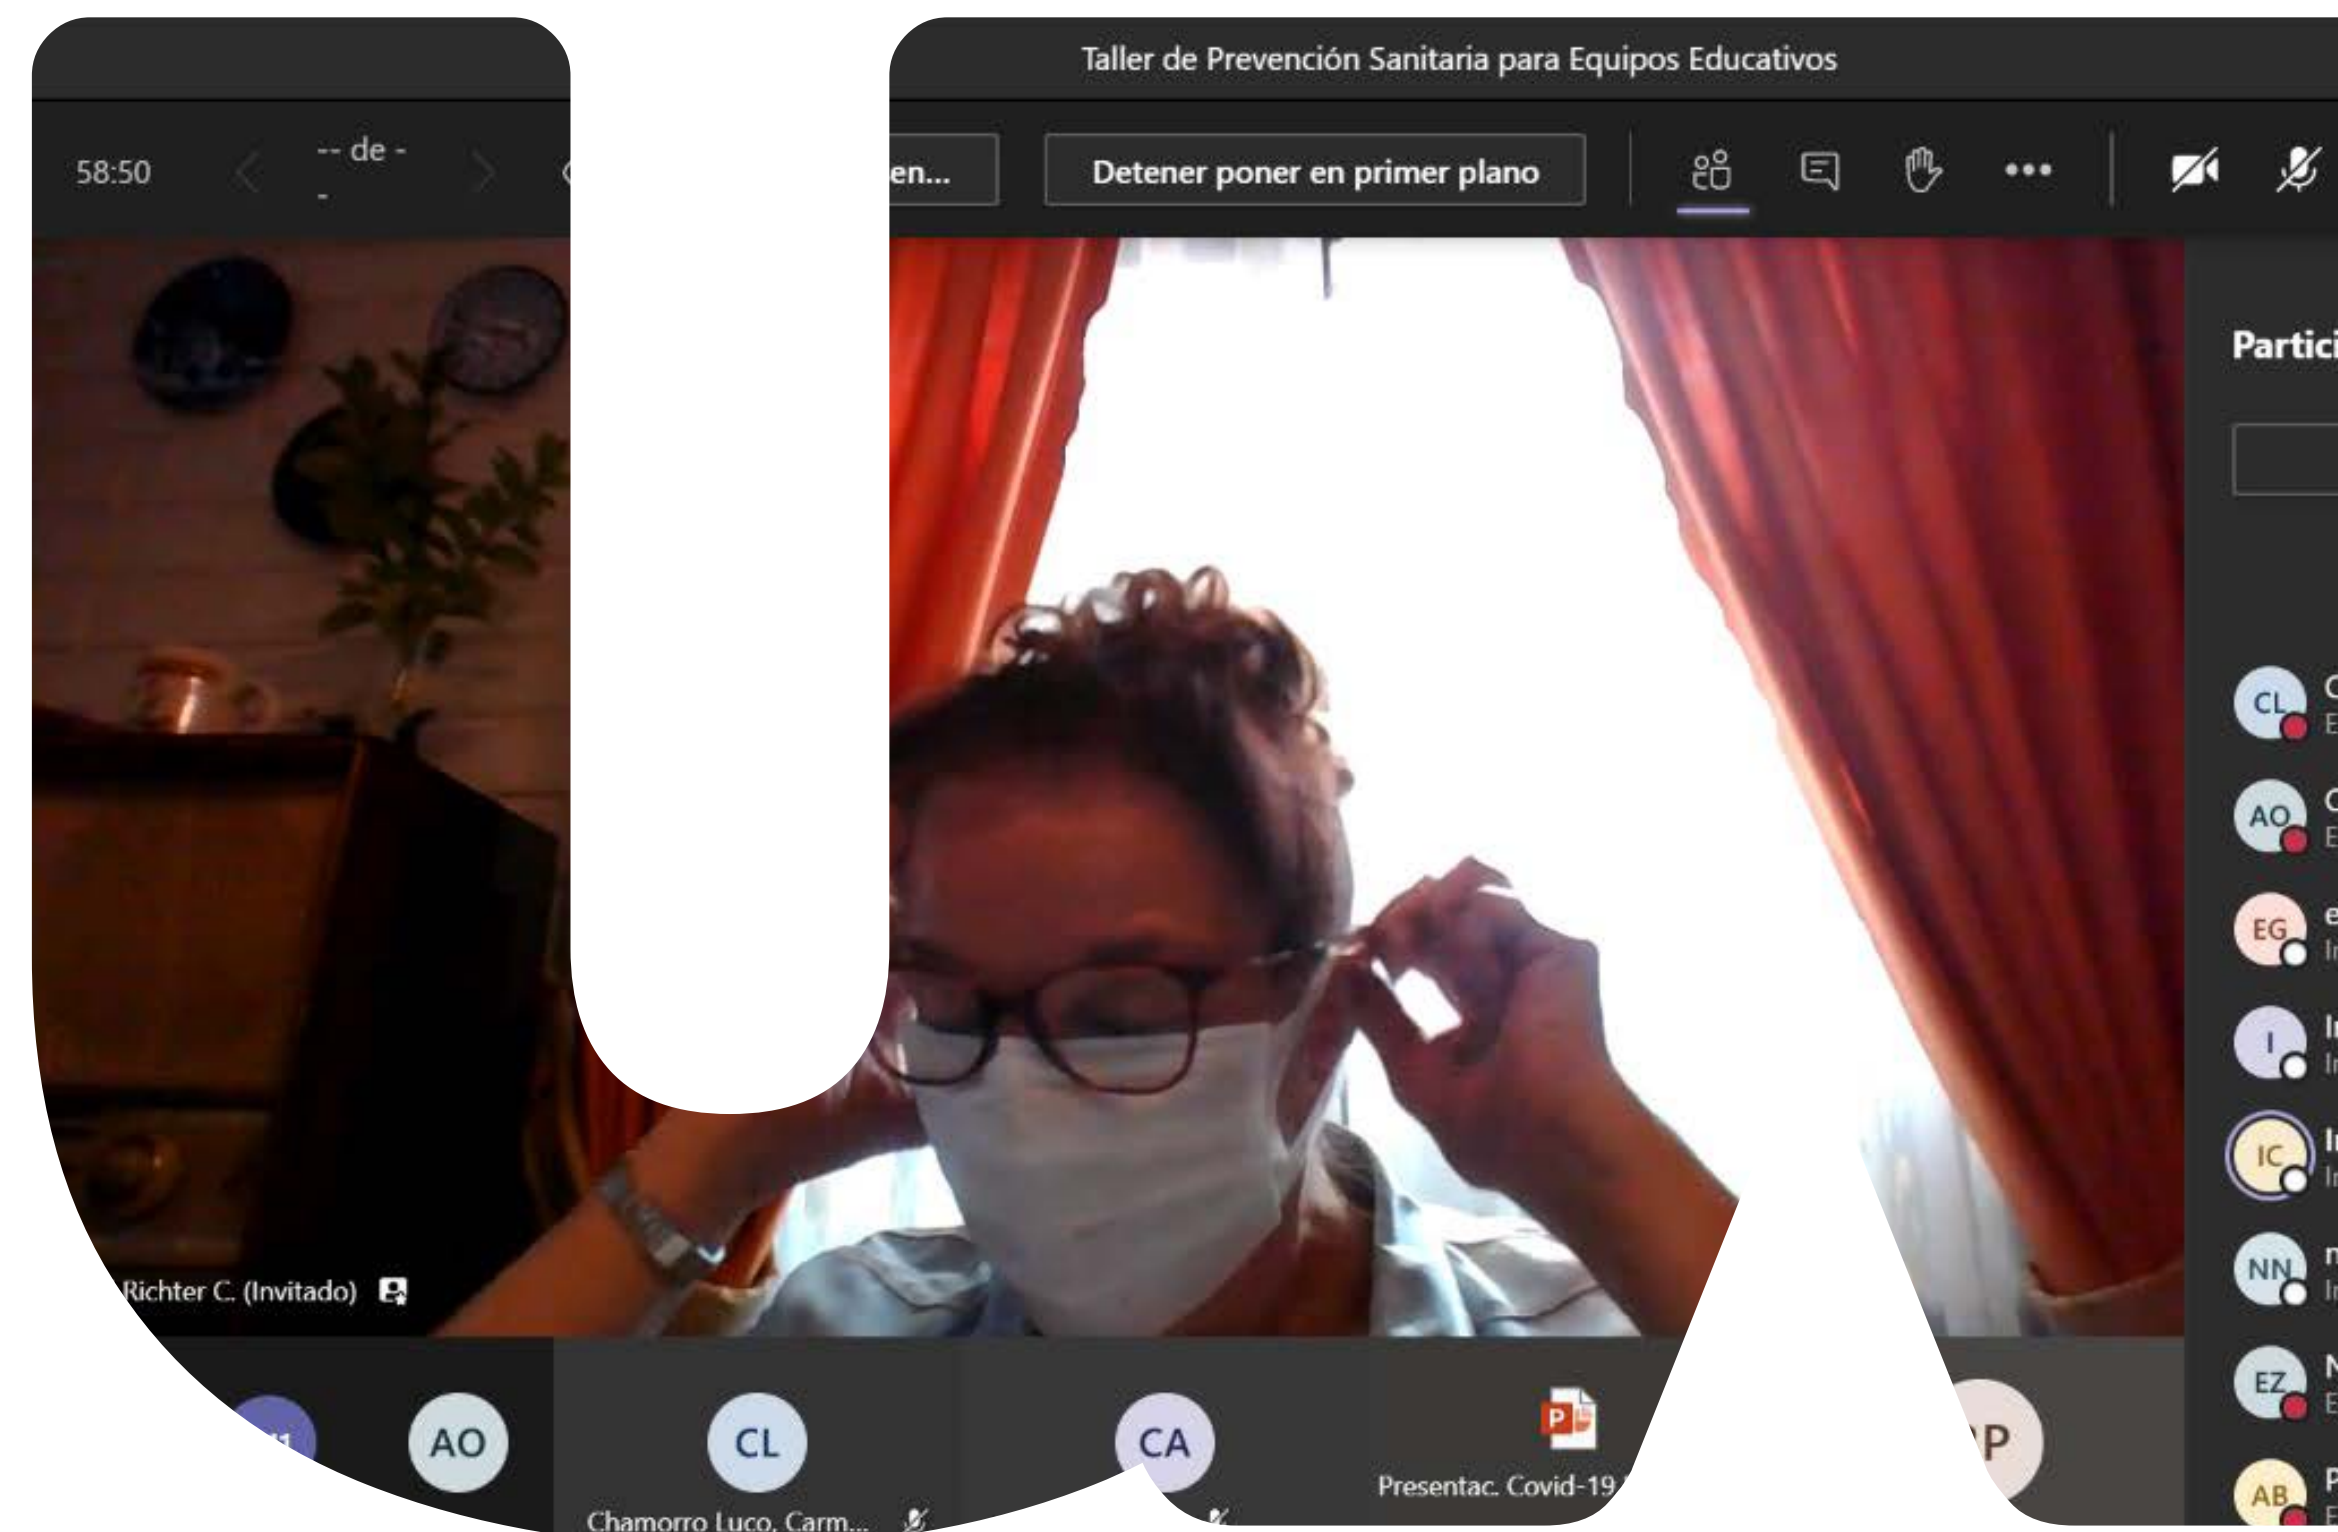 Taller de Prevención Sanitaria para Equipos Educativos
58:50
-- de -
-
en...
Detener poner en primer plano
Partici
CL
AO
EG
I
IC
NN
EZ
AB
Richter C. (Invitado)
AO
CL
CA
P
Presentac. Covid-19
P
Chamorro Luco, Carm...